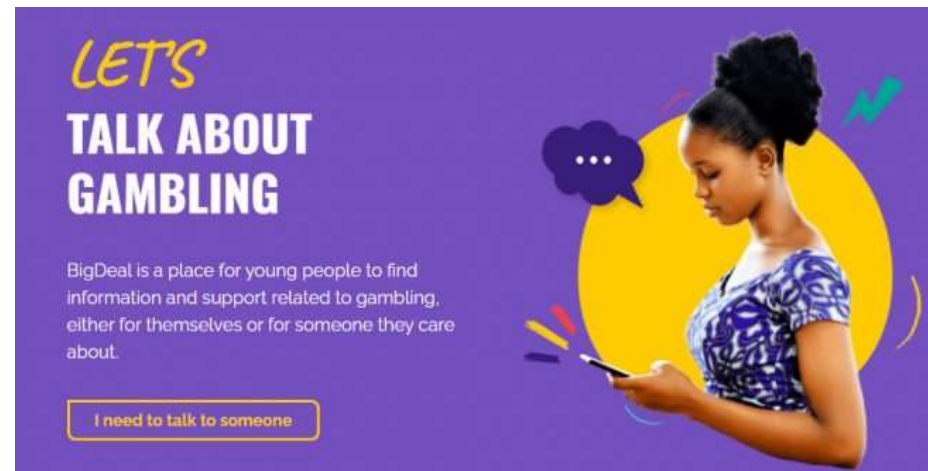 LET'S
TALK ABOUT
GAMBLING
BigDeal is a place for young people to find
information and support related to gambling,
either for themselves or for someone they care
about.
I need to talk to someone